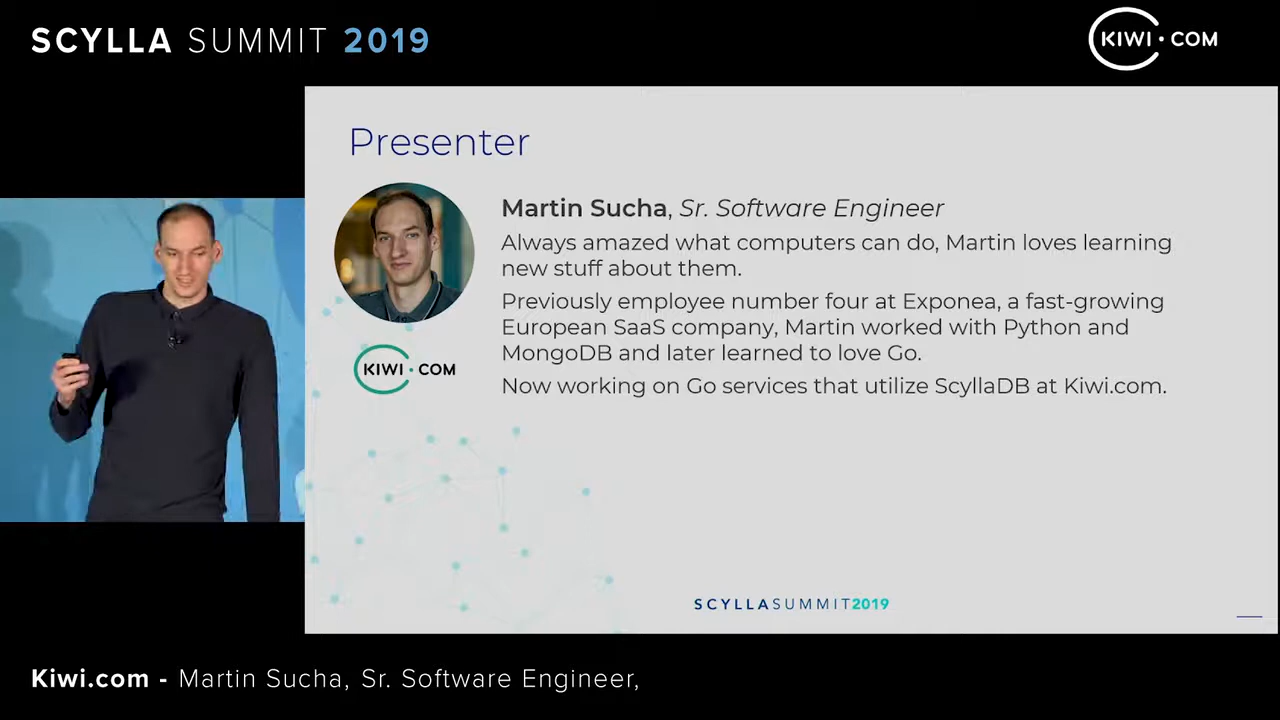 SCYLLA SUMMIT 2019
KIWI·COM
Presenter
Martin Sucha, Sr. Software Engineer
Always amazed what computers can do, Martin loves learning
new stuff about them.
Previously employee number four at Exponea, a fast-growing
European SaaS company, Martin worked with Python and
MongoDB and later learned to love Go.
KIWI·COM
Now working on Go services that utilize ScyllaDB at Kiwi.com.
SCYLLASUMMIT2019
Kiwi.com - Martin Sucha, Sr. Software Engineer,